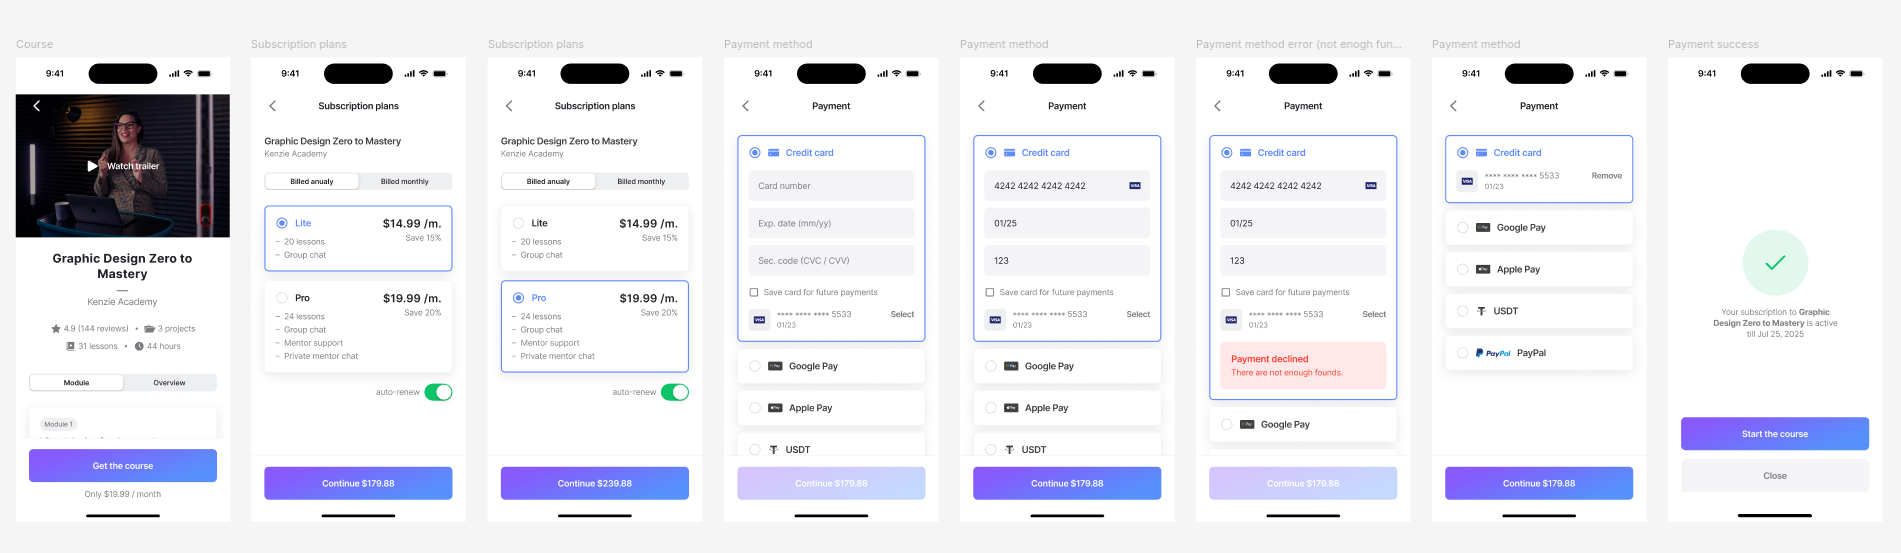 Course
9:41
Watch trailer
Graphic Design Zero to
Mastery
Kenzie Academy
4.9 (144 reviews) • 3 projects
31 lessons • 44 hours
Module Overview
Module 1
Get the course
Only $19.99 / month
Subscription plans
9:41
Subscription plans
Graphic Design Zero to Mastery
Kenzie Academy
Billed anualy Billed monthly
Lite $14.99 /m.
Save 15%
– 20 lessons
– Group chat
Pro $19.99 /m.
Save 20%
– 24 lessons
– Group chat
– Mentor support
– Private mentor chat
auto-renew
Continue $179.88
Subscription plans
9:41
Subscription plans
Graphic Design Zero to Mastery
Kenzie Academy
Billed anualy Billed monthly
Lite $14.99 /m.
Save 15%
– 20 lessons
– Group chat
Pro $19.99 /m.
Save 20%
– 24 lessons
– Group chat
– Mentor support
– Private mentor chat
auto-renew
Continue $239.88
Payment method
9:41
Payment
Credit card
Card number
Exp. date (mm/yy)
Sec. code (CVC / CVV)
Save card for future payments
VISA **** **** **** 5533 Select
01/23
Google Pay
Apple Pay
USDT
Continue $179.88
Payment method
9:41
Payment
Credit card
4242 4242 4242 4242 VISA
01/25
123
Save card for future payments
VISA **** **** **** 5533 Select
01/23
Google Pay
Apple Pay
USDT
Continue $179.88
Payment method error (not enogh fun...
9:41
Payment
Credit card
4242 4242 4242 4242 VISA
01/25
123
Save card for future payments
VISA **** **** **** 5533 Select
01/23
Payment declined
There are not enough founds.
Google Pay
Continue $179.88
Payment method
9:41
Payment
Credit card
VISA **** **** **** 5533 Remove
01/23
Google Pay
Apple Pay
USDT
PayPal PayPal
Continue $179.88
Payment success
9:41
Your subscription to Graphic
Design Zero to Mastery is active
till Jul 25, 2025
Start the course
Close